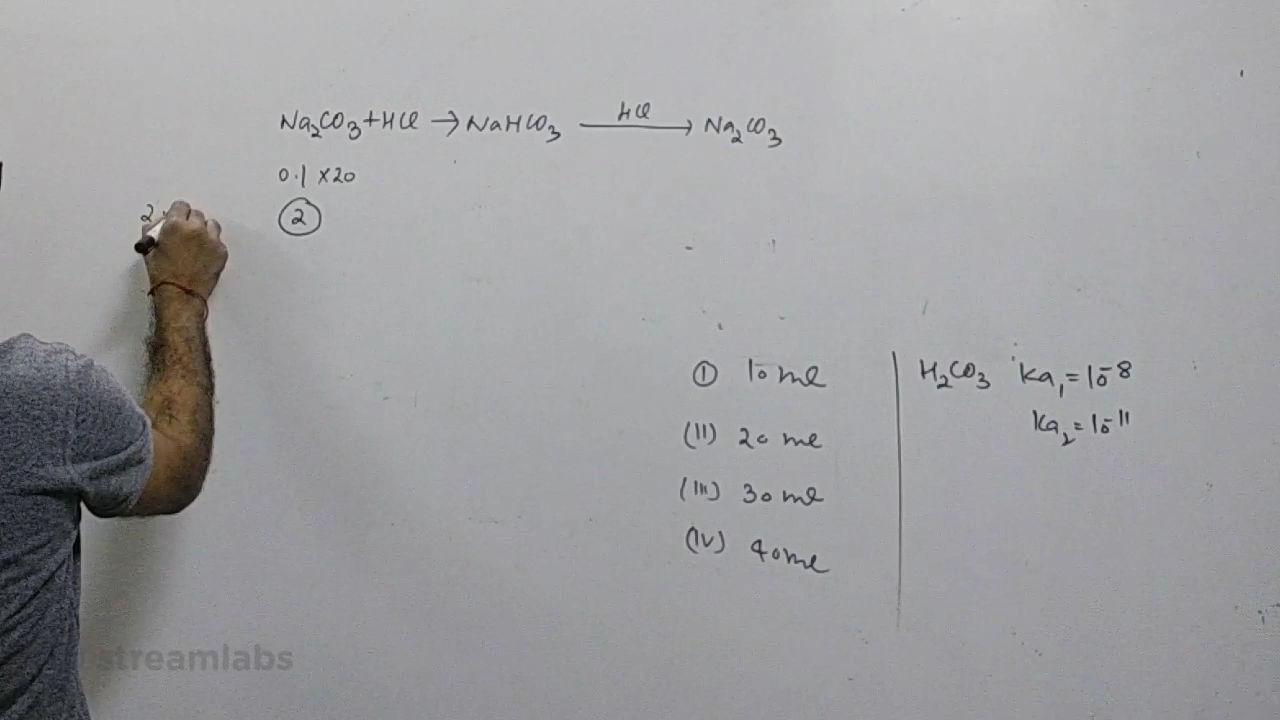 Na₂CO₃ + HCl → NaHCO₃ —HCl→ Na₂CO₃
0.1 × 20
2
2
(I) 10 ml
(II) 20 ml
(III) 30 ml
(IV) 40 ml
H₂CO₃ Ka₁ = 10⁻⁸
Ka₂ = 10⁻¹¹
streamlabs